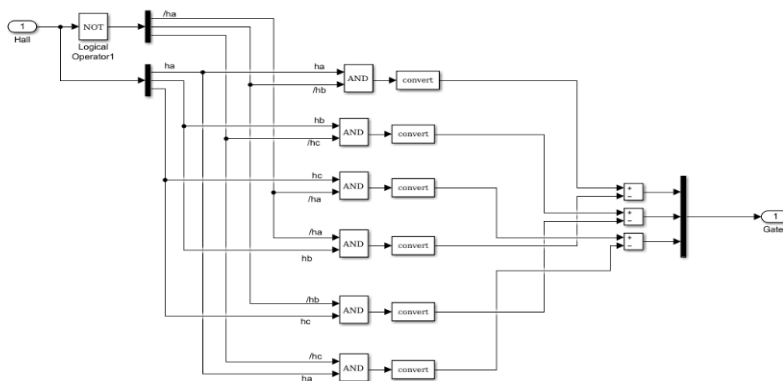 1
Hall
NOT
Logical
Operator1
/ha
ha
ha
/hb
AND
convert
hb
/hc
AND
convert
hc
/ha
AND
convert
/ha
hb
AND
convert
/hb
hc
AND
convert
/hc
ha
AND
convert
+
−
+
−
+
−
1
Gate